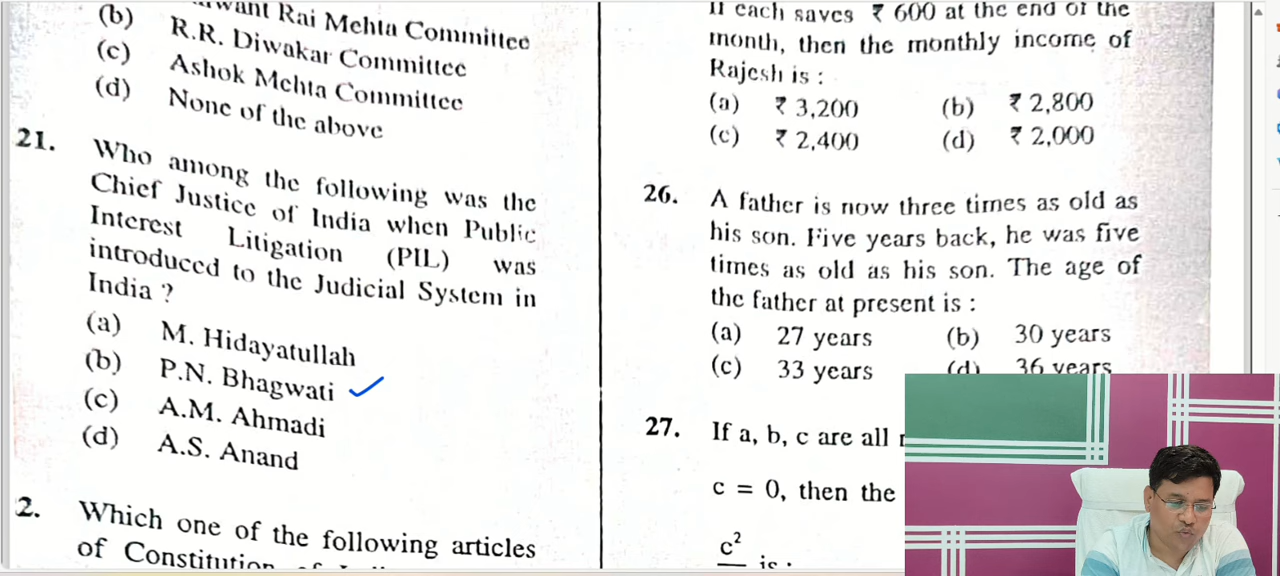 (b) want Rai Mehta Committee
(c) R.R. Diwakar Committee
(d) Ashok Mehta Committee
None of the above
21. Who among the following was the
Chief Justice of India when Public
Interest Litigation (PIL) was
introduced to the Judicial System in
India ?
(a) M. Hidayatullah
(b) P.N. Bhagwati
(c) A.M. Ahmadi
(d) A.S. Anand
2. Which one of the following articles
of Constitution
If each saves ₹ 600 at the end of the
month, then the monthly income of
Rajesh is :
(a) ₹ 3,200 (b) ₹ 2,800
(c) ₹ 2,400 (d) ₹ 2,000
26. A father is now three times as old as
his son. Five years back, he was five
times as old as his son. The age of
the father at present is :
(a) 27 years (b) 30 years
(c) 33 years (d) 36 years
27. If a, b, c are all
c = 0, then the
c²
is :